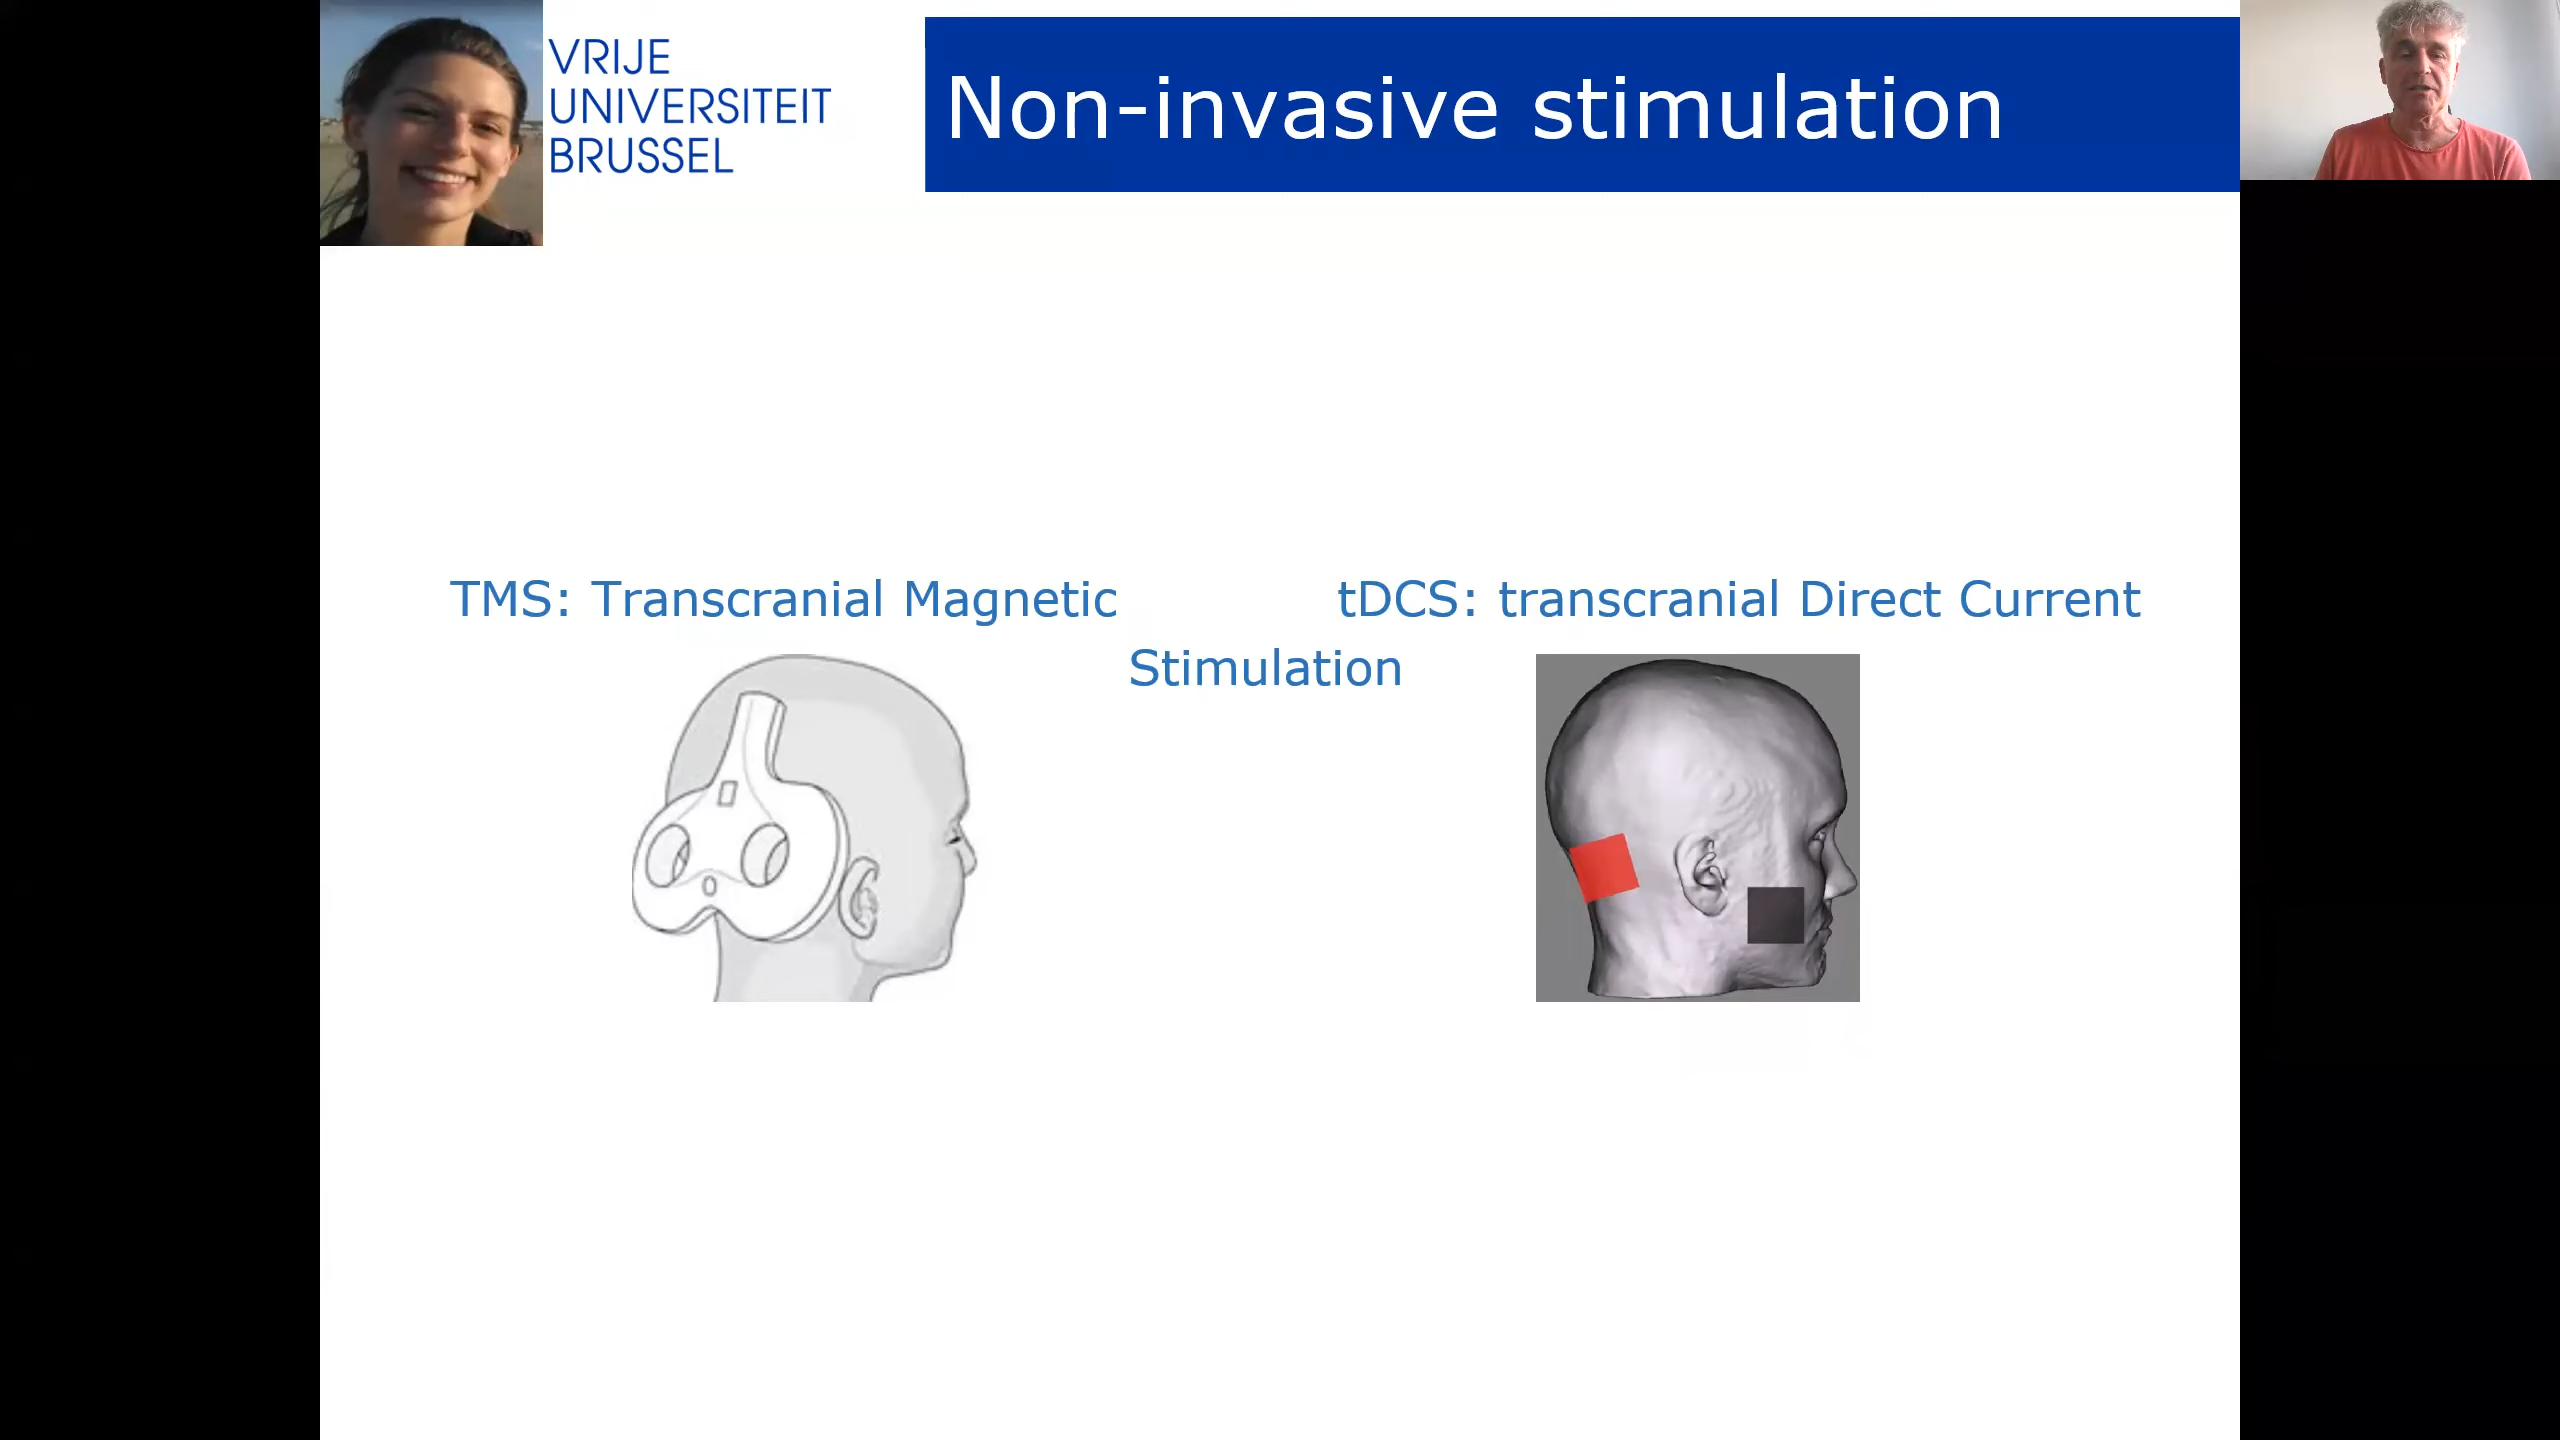 VRIJE
UNIVERSITEIT
BRUSSEL
Non-invasive stimulation
TMS: Transcranial Magnetic tDCS: transcranial Direct Current
Stimulation